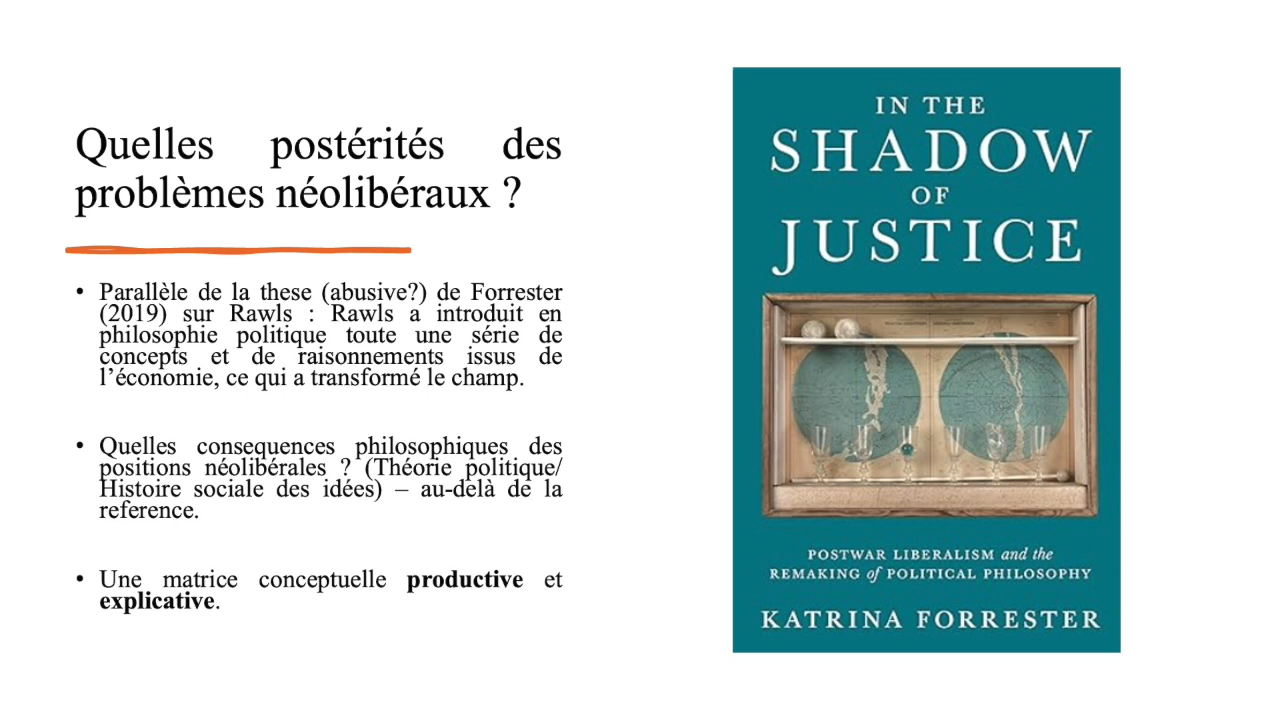 Quelles postérités des
problèmes néolibéraux ?
• Parallèle de la these (abusive?) de Forrester
(2019) sur Rawls : Rawls a introduit en
philosophie politique toute une série de
concepts et de raisonnements issus de
l’économie, ce qui a transformé le champ.
• Quelles consequences philosophiques des
positions néolibérales ? (Théorie politique/
Histoire sociale des idées) – au-delà de la
reference.
• Une matrice conceptuelle productive et
explicative.
IN THE
SHADOW
OF
JUSTICE
POSTWAR LIBERALISM and the
REMAKING of POLITICAL PHILOSOPHY
KATRINA FORRESTER